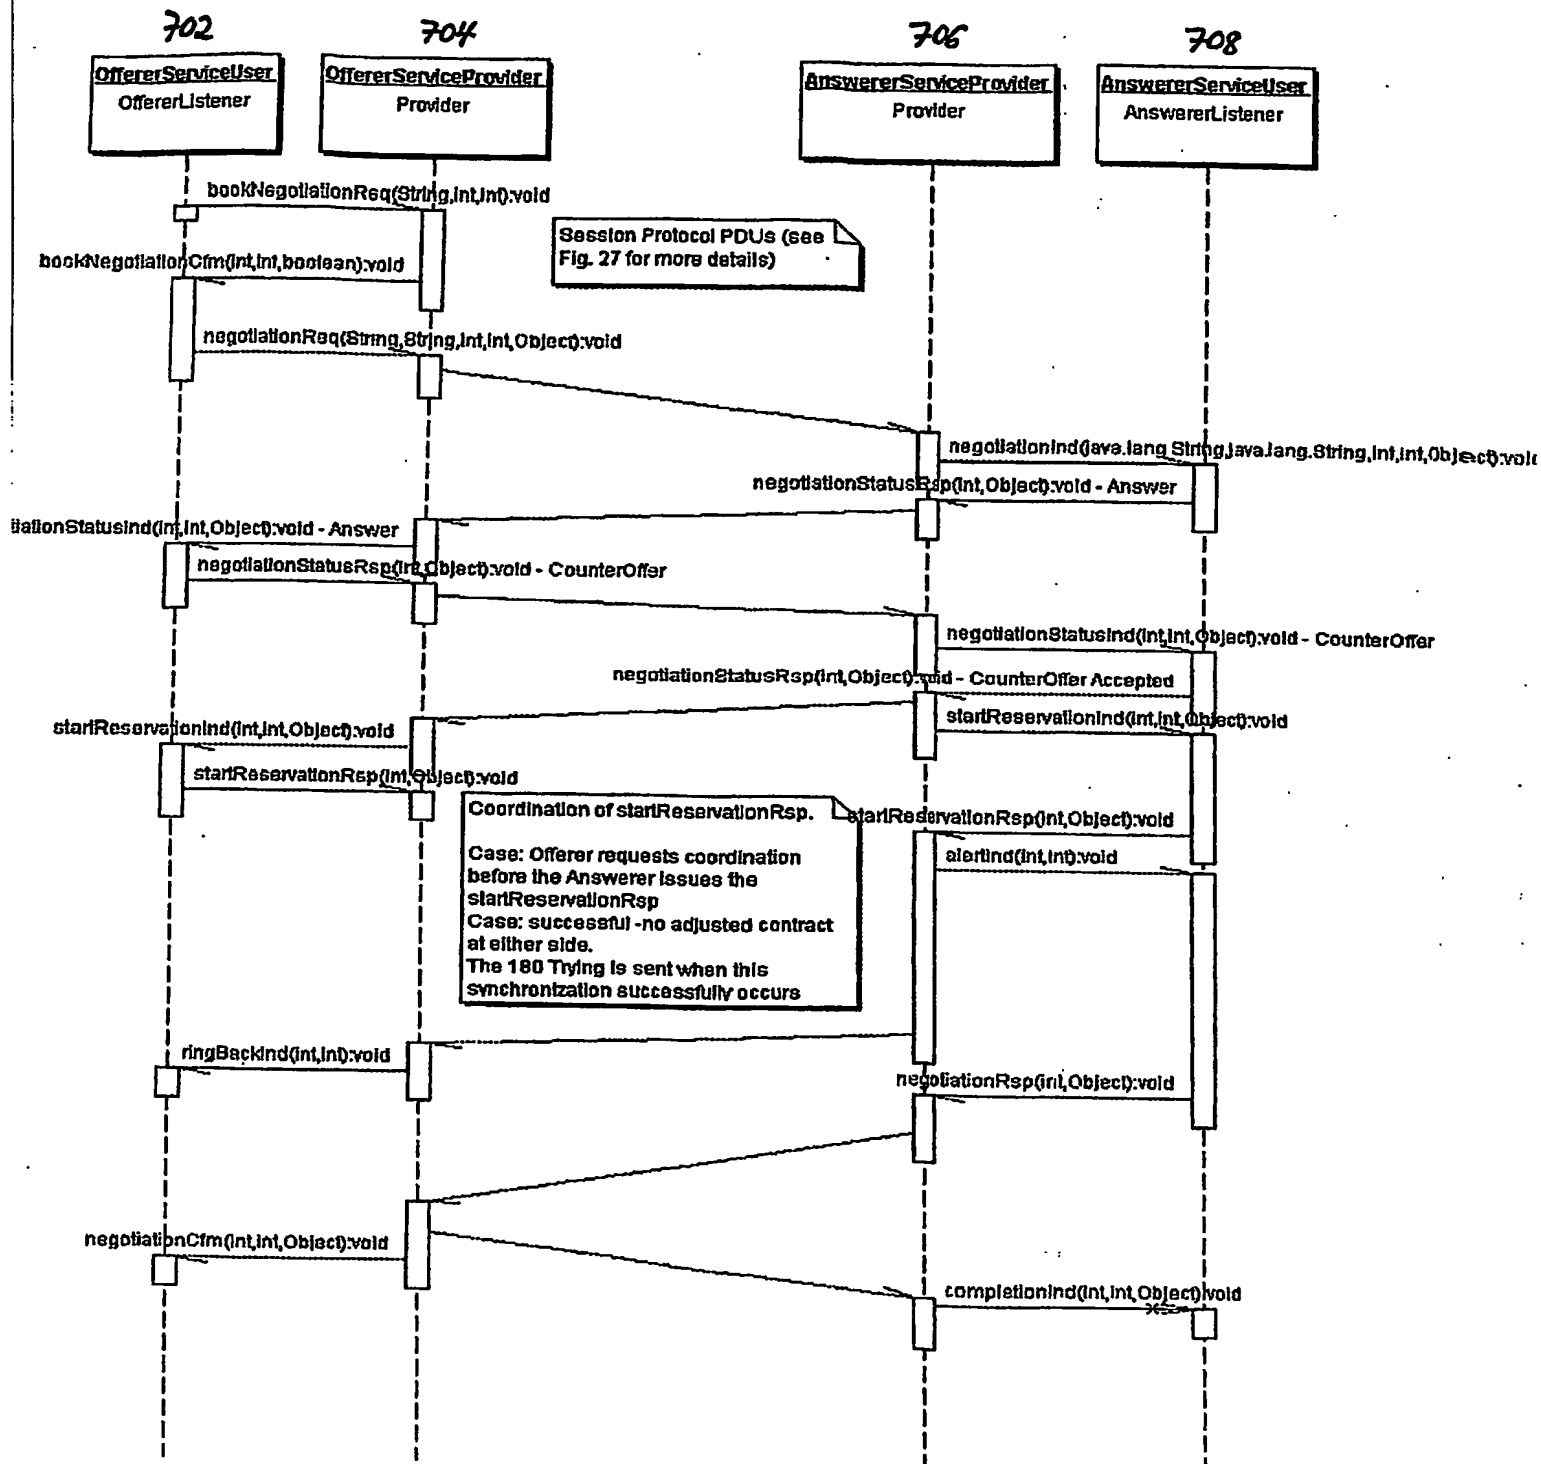 702
704
706
708
OffererServiceUser
OffererListener
OffererServiceProvider
Provider
AnswererServiceProvider
Provider
AnswererServiceUser
AnswererListener
bookNegotiationReq(String,int,int):void
Session Protocol PDUs (see
Fig. 27 for more details)
bookNegotiationCfm(int,int,boolean):void
negotiationReq(String,String,int,int,Object):void
negotiationInd(java.lang.String,java.lang.String,int,int,Object):voi
negotiationStatusRsp(int,Object):void - Answer
tiationStatusInd(int,int,Object):void - Answer
negotiationStatusRsp(int,Object):void - CounterOffer
negotiationStatusInd(int,int,Object):void - CounterOffer
negotiationStatusRsp(int,Object):void - CounterOffer Accepted
startReservationInd(int,int,Object):void
startReservationInd(int,int,Object):void
startReservationRsp(int,Object):void
Coordination of startReservationRsp.
Case: Offerer requests coordination
before the Answerer issues the
startReservationRsp
Case: successful -no adjusted contract
at either side.
The 180 Trying is sent when this
synchronization successfully occurs
startReservationRsp(int,Object):void
alertInd(int,int):void
ringBackInd(int,int):void
negotiationRsp(int,Object):void
negotiationCfm(int,int,Object):void
completionInd(int,int,Object):void